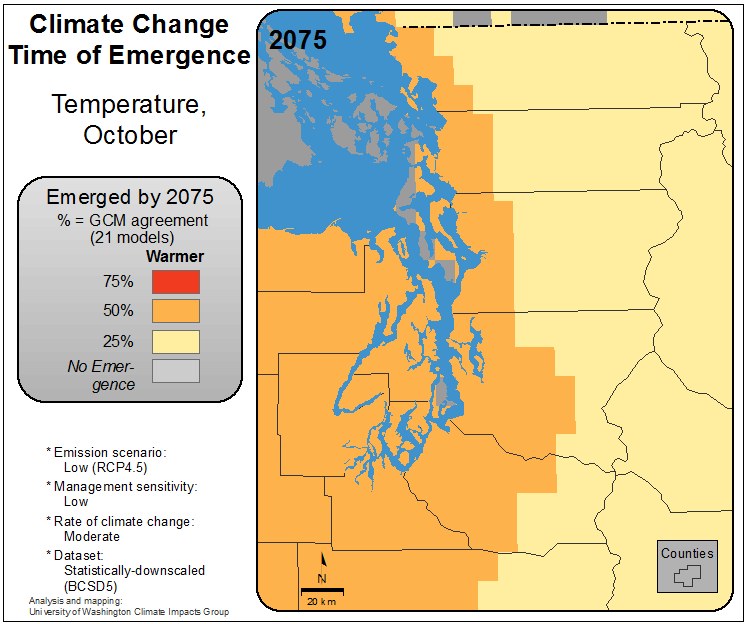 Climate Change
Time of Emergence
Temperature,
October
Emerged by 2075
% = GCM agreement
(21 models)
Warmer
75%
50%
25%
No Emer-
gence
* Emission scenario:
Low (RCP4.5)
* Management sensitivity:
Low
* Rate of climate change:
Moderate
* Dataset:
Statistically-downscaled
(BCSD5)
Analysis and mapping:
University of Washington Climate Impacts Group
2075
N
20 km
Counties